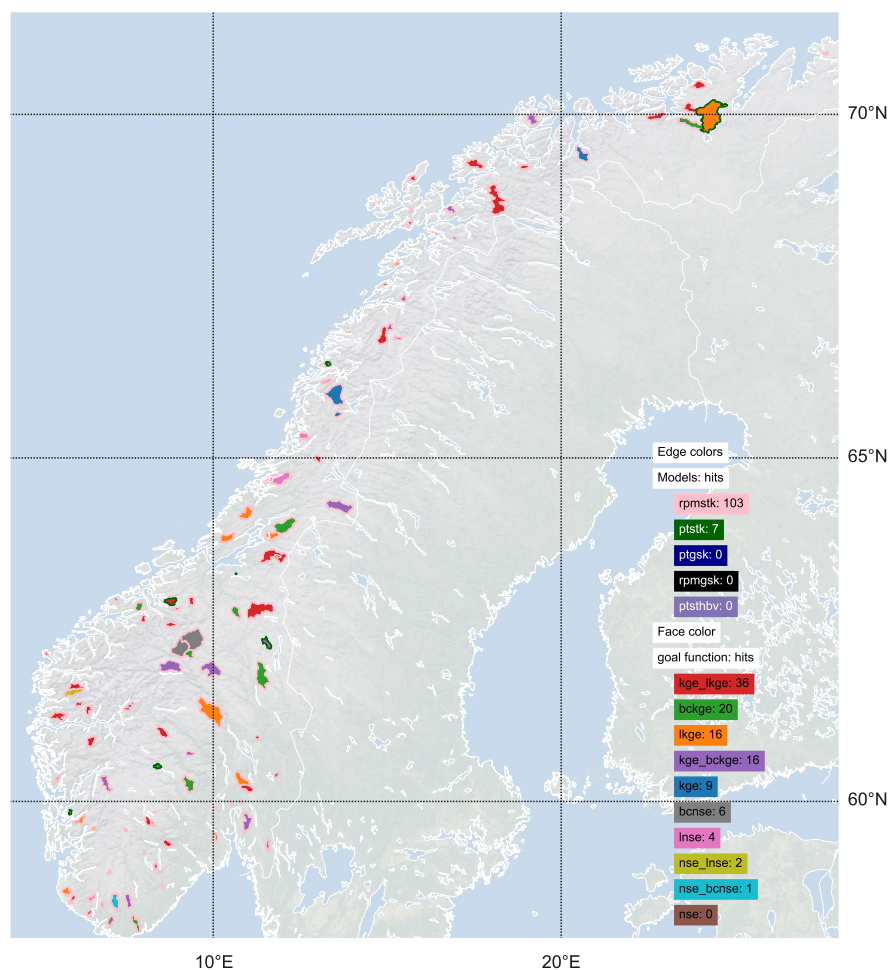 70°N
65°N
Edge colors
Models: hits
rpmstk: 103
ptstk: 7
ptgsk: 0
rpmgsk: 0
ptsthbv: 0
Face color
goal function: hits
kge_lkge: 36
bckge: 20
lkge: 16
kge_bckge: 16
kge: 9
60°N
bcnse: 6
lnse: 4
nse_lnse: 2
nse_bcnse: 1
nse: 0
10°E
20°E